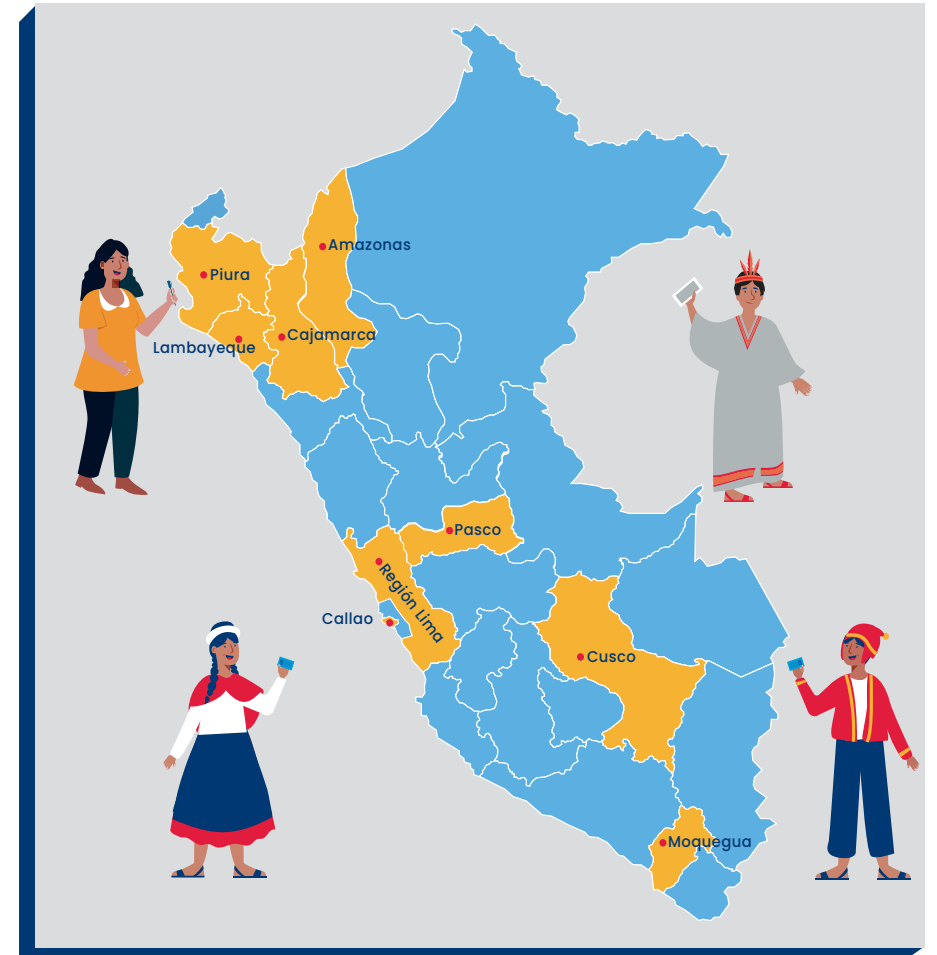 Amazonas
Piura
Cajamarca
Lambayeque
Pasco
Región Lima
Callao
Cusco
Moquegua